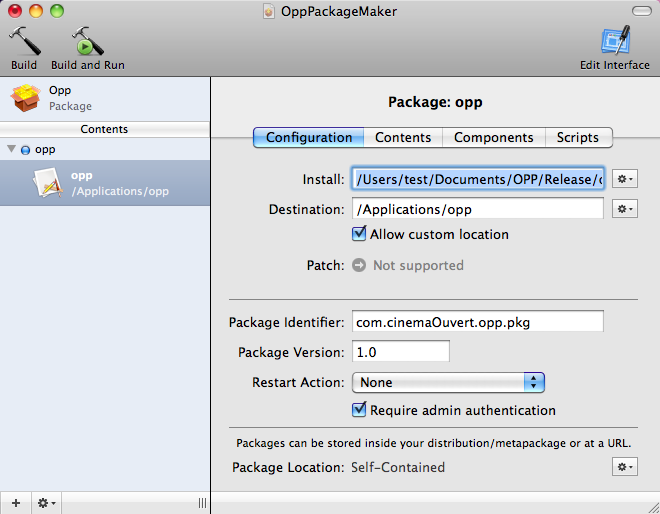 OppPackageMaker
Build
Build and Run
Edit Interface
Opp
Package
Contents
opp
opp
/Applications/opp
Package: opp
Configuration Contents Components Scripts
Install: /Users/test/Documents/OPP/Release/
Destination: /Applications/opp
Allow custom location
Patch: Not supported
Package Identifier: com.cinemaOuvert.opp.pkg
Package Version: 1.0
Restart Action: None
Require admin authentication
Packages can be stored inside your distribution/metapackage or at a URL.
Package Location: Self-Contained